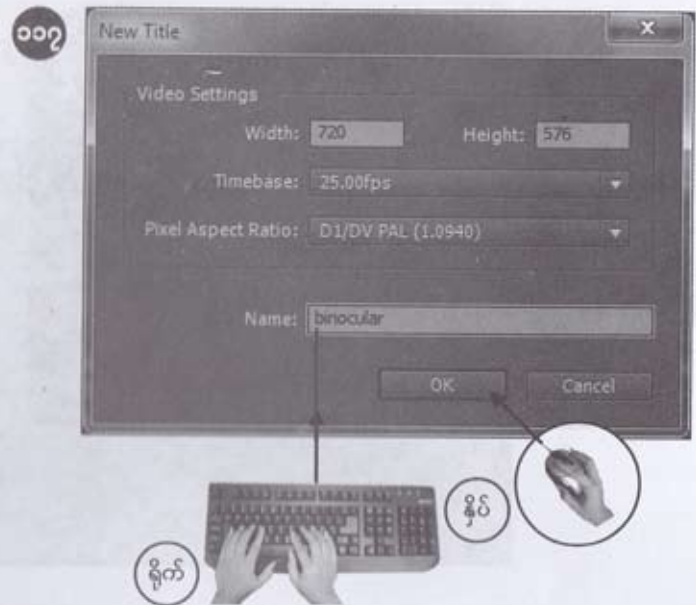 ၁၁၇
New Title
x
Video Settings
Width: 720 Height: 576
Timebase: 25.00fps
Pixel Aspect Ratio: D1/DV PAL (1.0940)
Name: binocular
OK Cancel
နှိပ်
ရိုက်